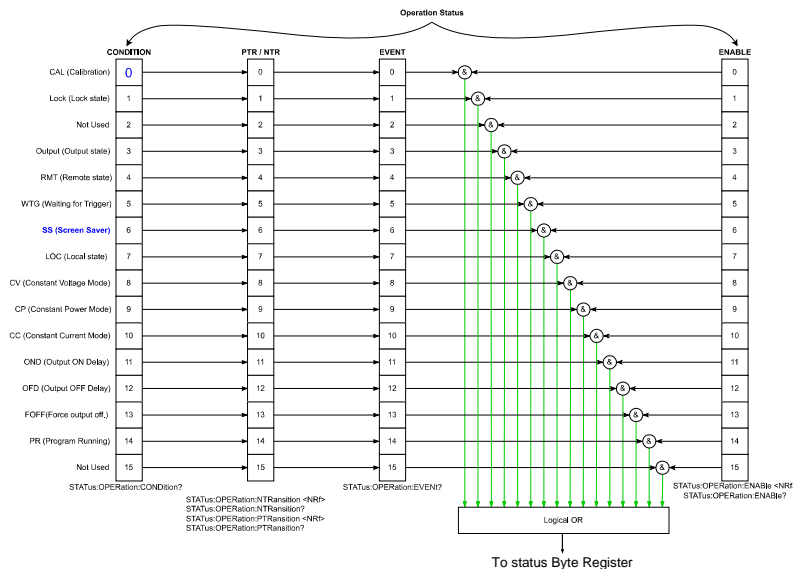 Operation Status
CONDITION PTR / NTR EVENT ENABLE
CAL (Calibration) 0 0 0 & 0
Lock (Lock state) 1 1 1 & 1
Not Used 2 2 2 & 2
Output (Output state) 3 3 3 & 3
RMT (Remote state) 4 4 4 & 4
WTG (Waiting for Trigger) 5 5 5 & 5
SS (Screen Saver) 6 6 6 & 6
LOC (Local state) 7 7 7 & 7
CV (Constant Voltage Mode) 8 8 8 & 8
CP (Constant Power Mode) 9 9 9 & 9
CC (Constant Current Mode) 10 10 10 & 10
OND (Output ON Delay) 11 11 11 & 11
OFD (Output OFF Delay) 12 12 12 & 12
FOFF(Force output off,) 13 13 13 & 13
PR (Program Running) 14 14 14 & 14
Not Used 15 15 15 & 15
STATus:OPERation:CONDition?
STATus:OPERation:NTRansition <NRf>
STATus:OPERation:NTRansition?
STATus:OPERation:PTRansition <NRf>
STATus:OPERation:PTRansition?
STATus:OPERation:EVENt?
STATus:OPERation:ENABle <NRf
STATus:OPERation:ENABle?
Logical OR
To status Byte Register